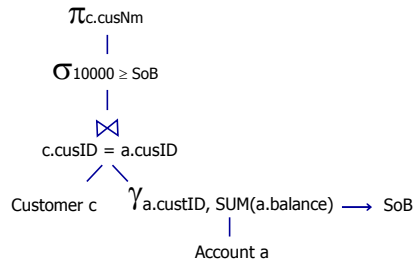 πc.cusNm
σ10000 ≥ SoB
⋈
c.cusID = a.cusID
Customer c γa.custID, SUM(a.balance) → SoB
Account a